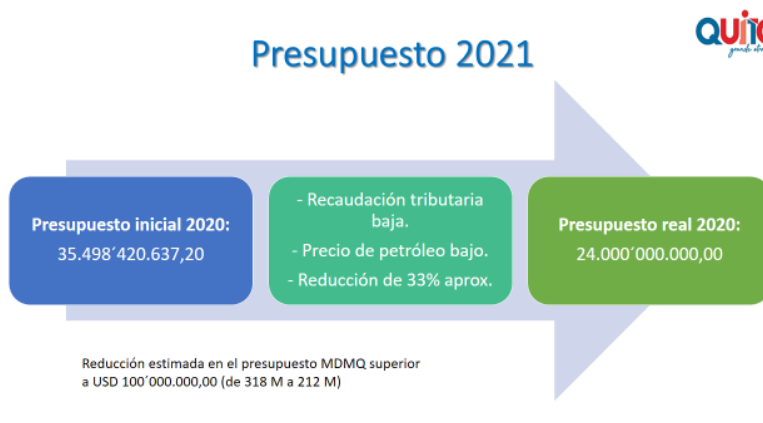 QUITO
Presupuesto 2021
Presupuesto inicial 2020:
35.498´420.637,20
- Recaudación tributaria
baja.
- Precio de petróleo bajo.
- Reducción de 33% aprox.
Presupuesto real 2020:
24.000´000.000,00
Reducción estimada en el presupuesto MDMQ superior
a USD 100´000.000,00 (de 318 M a 212 M)